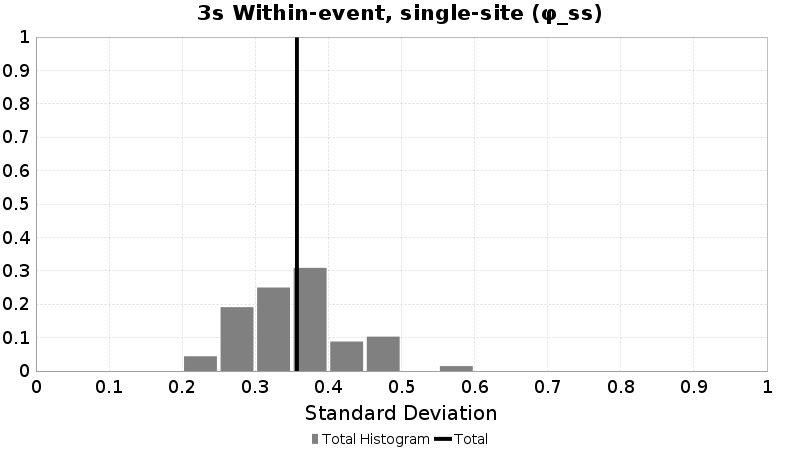 3s Within-event, single-site (φ_ss)
1
0.9
0.8
0.7
0.6
0.5
0.4
0.3
0.2
0.1
0
0 0.1 0.2 0.3 0.4 0.5 0.6 0.7 0.8 0.9 1
Standard Deviation
Total Histogram Total